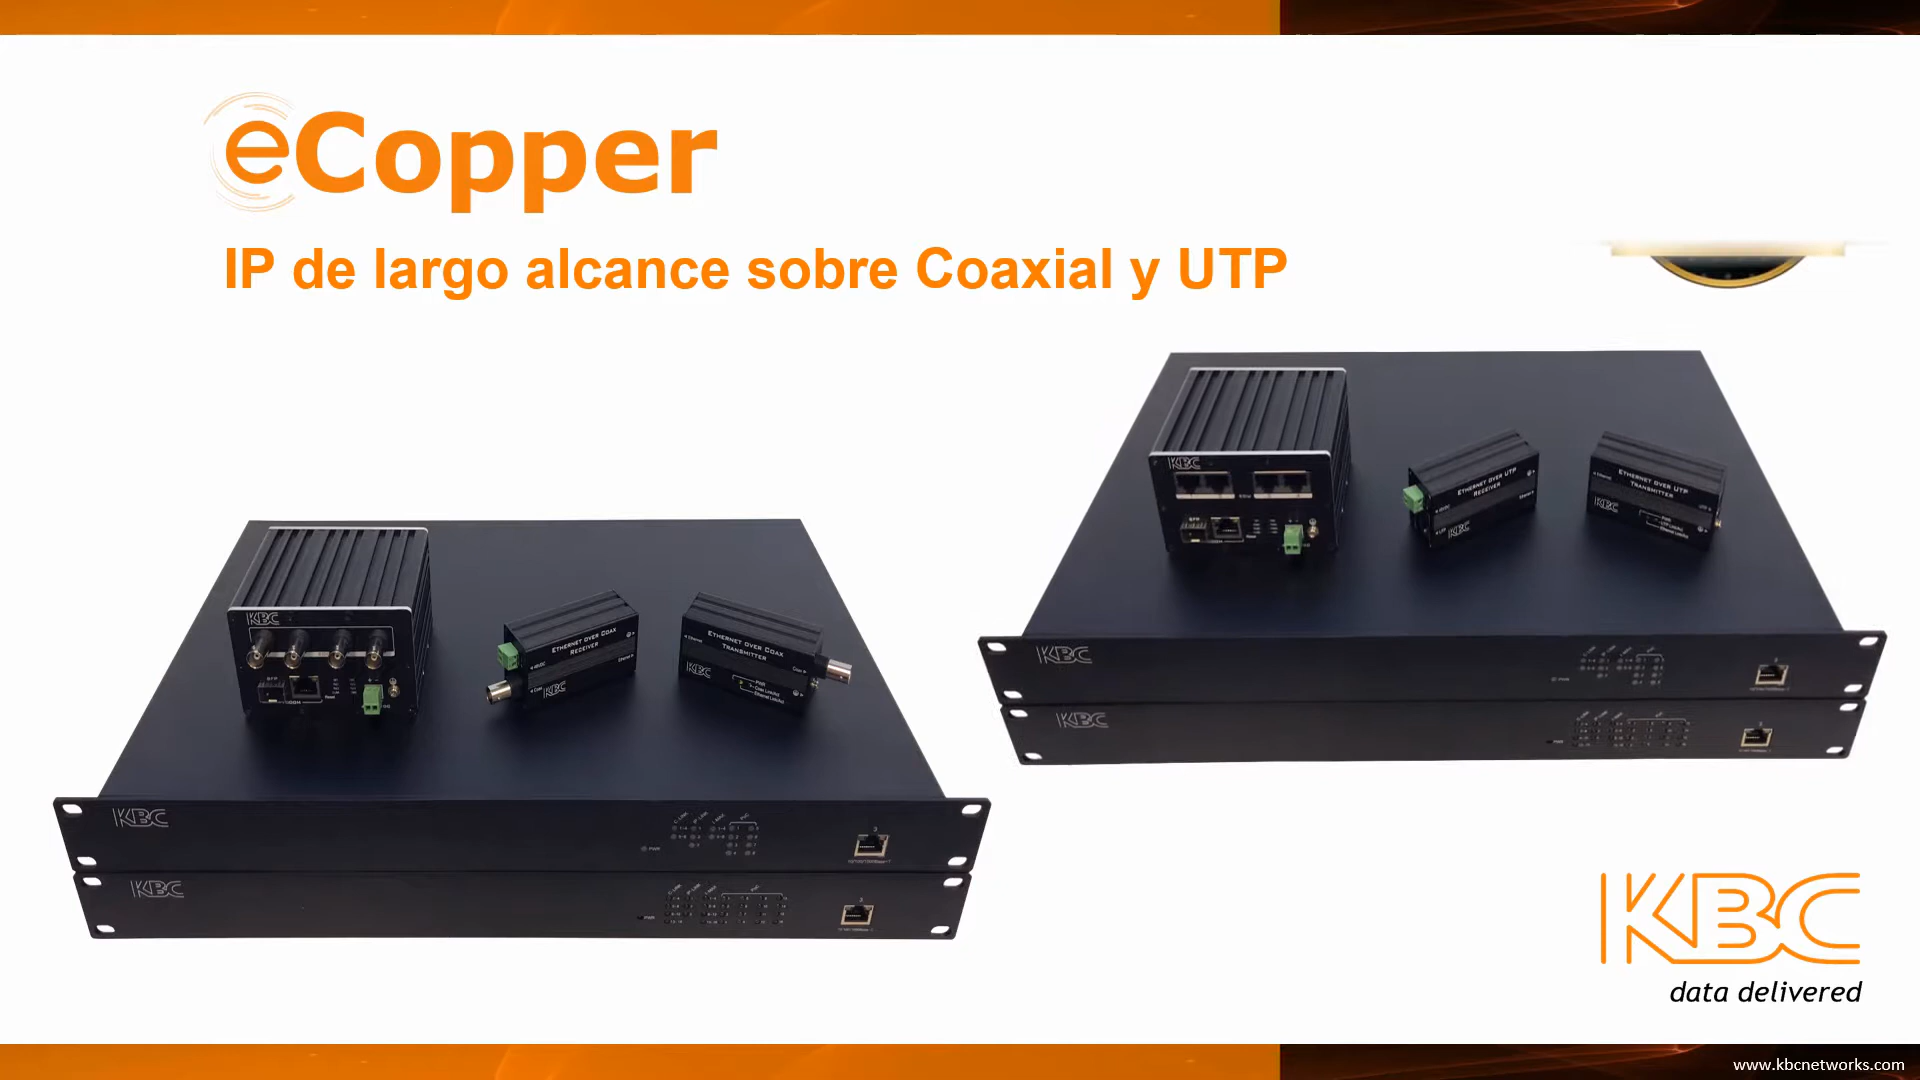 eCopper
IP de largo alcance sobre Coaxial y UTP
KBC
ETHERNET OVER UTP
RECEIVER
KBC
ETHERNET OVER UTP
TRANSMITTER
KBC
KBC
KBC
KBC
ETHERNET OVER COAX
RECEIVER
KBC
ETHERNET OVER COAX
TRANSMITTER
KBC
KBC
KBC
KBC
data delivered
www.kbcnetworks.com